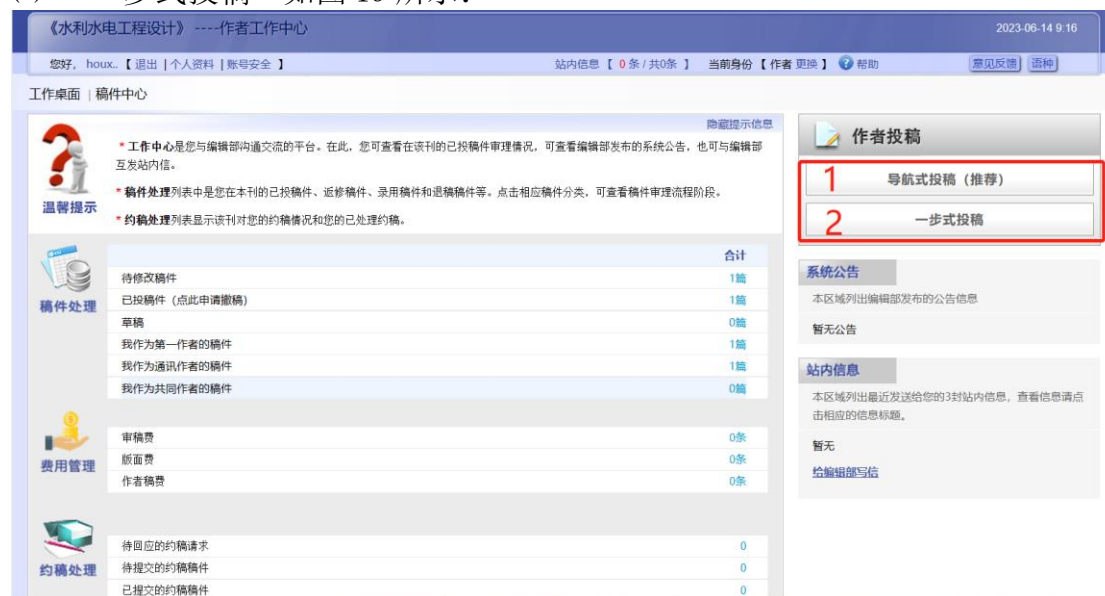 《水利水电工程设计》 ----作者工作中心
2023-06-14 9:16
您好, houx..【 退出 | 个人资料 | 账号安全 】
站内信息 【 0 条 / 共0条 】 当前身份 【 作者 更换 】 帮助 意见反馈 语种
工作桌面 | 稿件中心
隐藏提示信息
* 工作中心是您与编辑部沟通交流的平台。在此，您可查看在该刊的已投稿件审理情况，可查看编辑部发布的系统公告，也可与编辑部
互发站内信。
* 稿件处理列表中是您在本刊的已投稿件、返修稿件、录用稿件和退稿稿件等。点击相应稿件分类，可查看稿件审理流程阶段。
* 约稿处理列表显示该刊对您的约稿情况和您的已处理约稿。
温馨提示
稿件处理
合计
待修改稿件 1篇
已投稿件（点此申请撤稿） 1篇
草稿 0篇
我作为第一作者的稿件 1篇
我作为通讯作者的稿件 1篇
我作为共同作者的稿件 0篇
费用管理
审稿费 0条
版面费 0条
作者稿费 0条
约稿处理
待回应的约稿请求 0
待提交的约稿稿件 0
已提交的约稿稿件 0
作者投稿
1 导航式投稿（推荐）
2 一步式投稿
系统公告
本区域列出编辑部发布的公告信息
暂无公告
站内信息
本区域列出最近发送给您的3封站内信息，查看信息请点
击相应的信息标题。
暂无
给编辑部写信